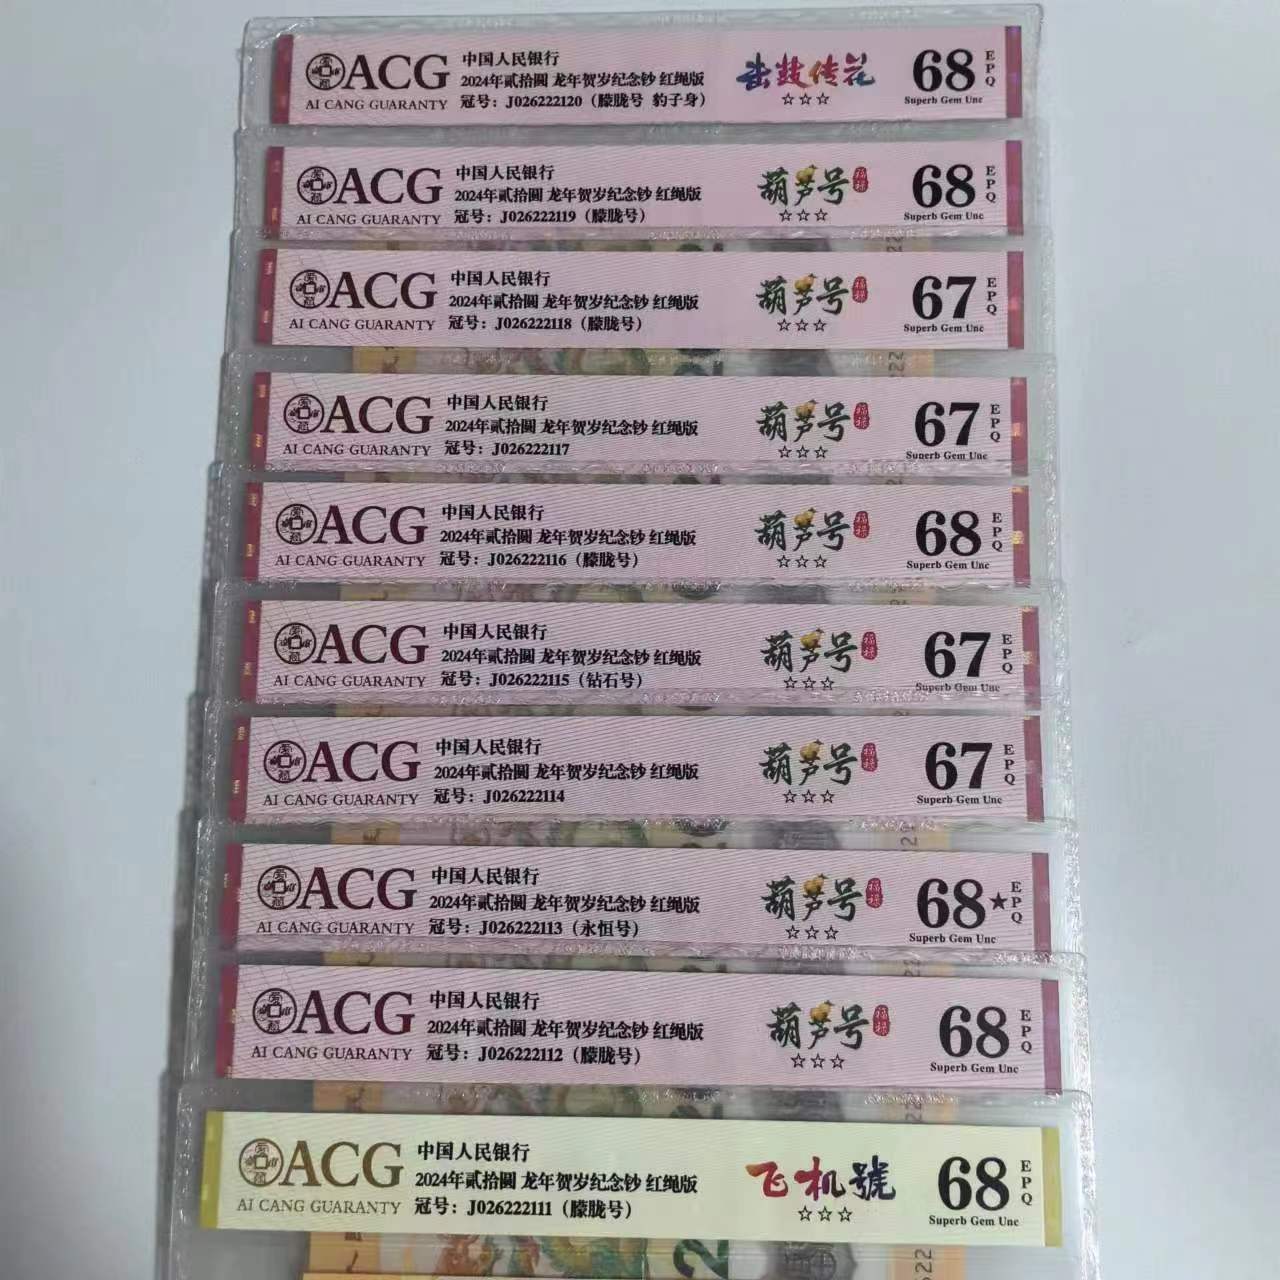 ACG
AI CANG GUARANTY
中国人民银行
2024年贰拾圆 龙年贺岁纪念钞 红绳版
冠号：J026222120（朦胧号 豹子身）
击鼓传花
☆☆☆
68
EPQ
Superb Gem Unc
ACG
AI CANG GUARANTY
中国人民银行
2024年贰拾圆 龙年贺岁纪念钞 红绳版
冠号：J026222119（朦胧号）
葫芦号
福禄
☆☆☆
68
EPQ
Superb Gem Unc
ACG
AI CANG GUARANTY
中国人民银行
2024年贰拾圆 龙年贺岁纪念钞 红绳版
冠号：J026222118（朦胧号）
葫芦号
福禄
☆☆☆
67
EPQ
Superb Gem Unc
ACG
AI CANG GUARANTY
中国人民银行
2024年贰拾圆 龙年贺岁纪念钞 红绳版
冠号：J026222117
葫芦号
福禄
☆☆☆
67
EPQ
Superb Gem Unc
ACG
AI CANG GUARANTY
中国人民银行
2024年贰拾圆 龙年贺岁纪念钞 红绳版
冠号：J026222116（朦胧号）
葫芦号
福禄
☆☆☆
68
EPQ
Superb Gem Unc
ACG
AI CANG GUARANTY
中国人民银行
2024年贰拾圆 龙年贺岁纪念钞 红绳版
冠号：J026222115（钻石号）
葫芦号
福禄
☆☆☆
67
EPQ
Superb Gem Unc
ACG
AI CANG GUARANTY
中国人民银行
2024年贰拾圆 龙年贺岁纪念钞 红绳版
冠号：J026222114
葫芦号
福禄
☆☆☆
67
EPQ
Superb Gem Unc
ACG
AI CANG GUARANTY
中国人民银行
2024年贰拾圆 龙年贺岁纪念钞 红绳版
冠号：J026222113（永恒号）
葫芦号
福禄
☆☆☆
68★
EPQ
Superb Gem Unc
ACG
AI CANG GUARANTY
中国人民银行
2024年贰拾圆 龙年贺岁纪念钞 红绳版
冠号：J026222112（朦胧号）
葫芦号
福禄
☆☆☆
68
EPQ
Superb Gem Unc
ACG
AI CANG GUARANTY
中国人民银行
2024年贰拾圆 龙年贺岁纪念钞 红绳版
冠号：J026222111（朦胧号）
飞机號
☆☆☆
68
EPQ
Superb Gem Unc